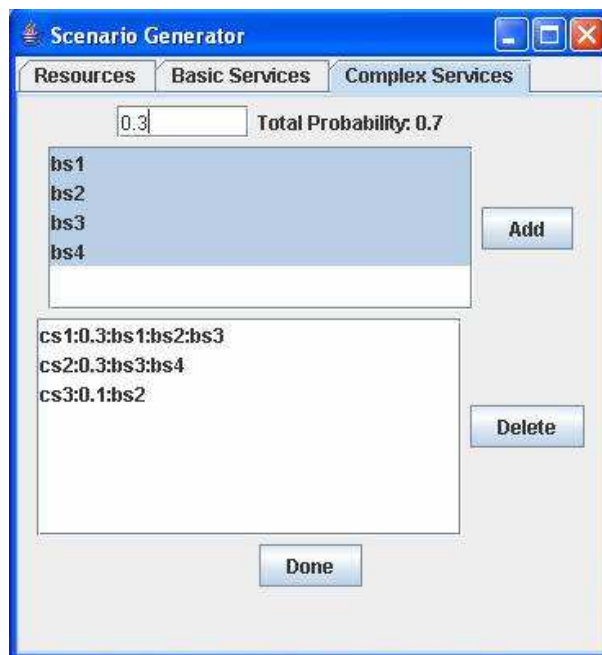 Scenario Generator
Resources Basic Services Complex Services
0.3 Total Probability: 0.7
bs1
bs2
bs3
bs4
Add
cs1:0.3:bs1:bs2:bs3
cs2:0.3:bs3:bs4
cs3:0.1:bs2
Delete
Done